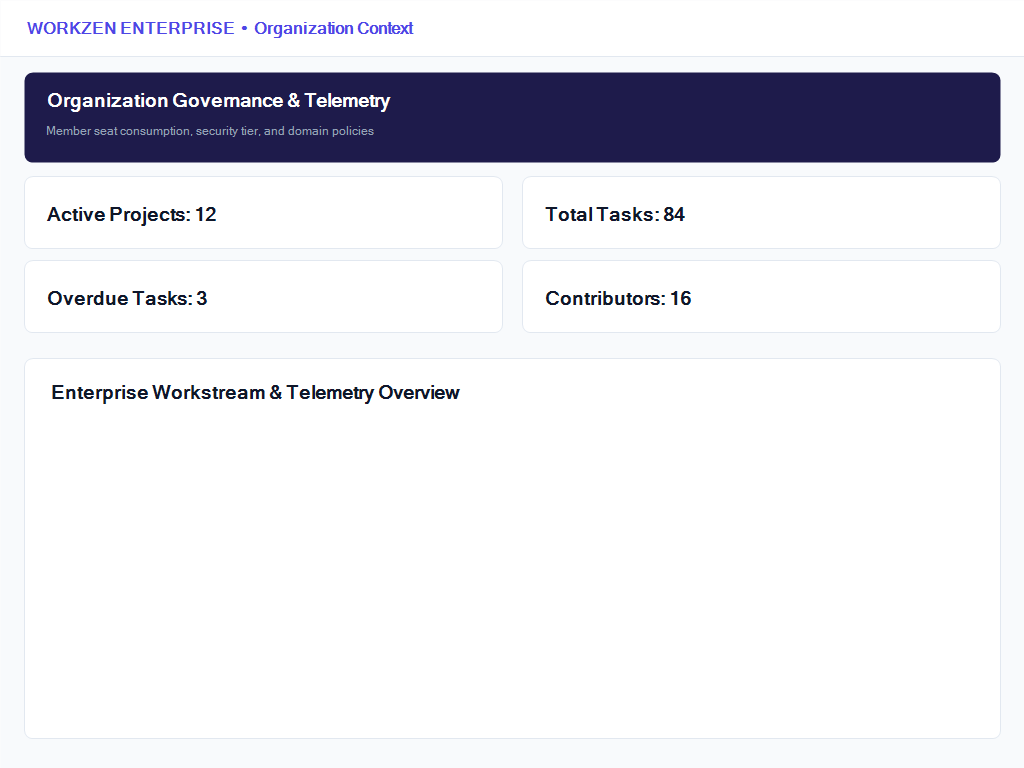 WORKZEN ENTERPRISE • Organization Context
Organization Governance & Telemetry
Member seat consumption, security tier, and domain policies
Active Projects: 12
Total Tasks: 84
Overdue Tasks: 3
Contributors: 16
Enterprise Workstream & Telemetry Overview